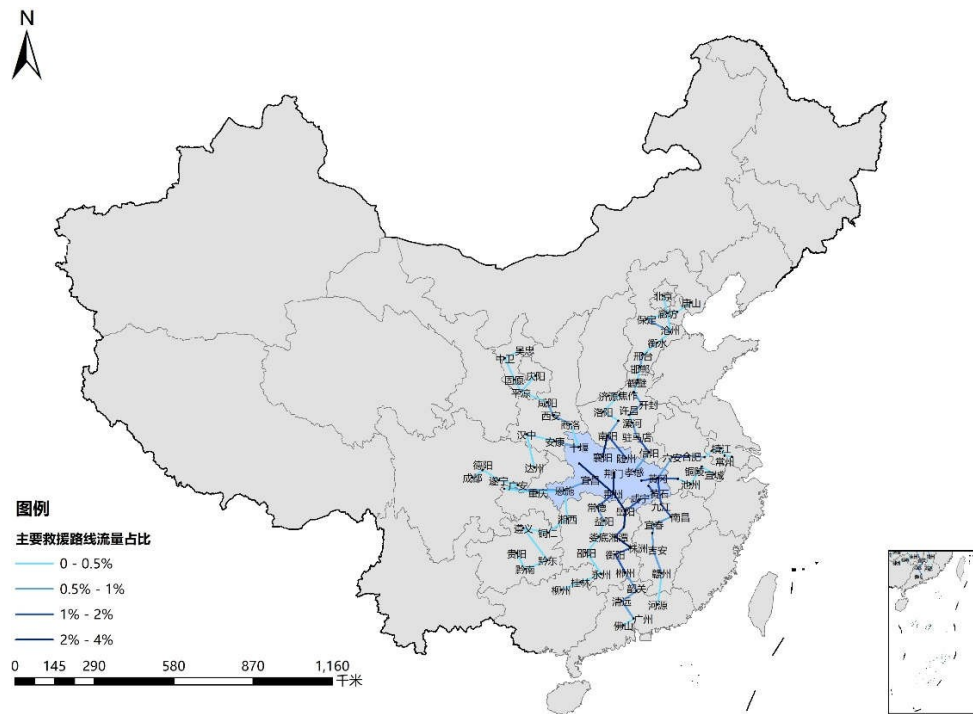 N
北京
唐山
廊坊
保定
沧州
衡水
邢台
邯郸
鹤壁
济源焦作
开封
洛阳
许昌
漯河
南阳
驻马店
信阳
吴忠
中卫
固原
庆阳
平凉
咸阳
西安
商洛
汉中
安康
十堰
达州
襄阳
随州
荆门
孝感
黄冈
宜昌
恩施
荆州
咸宁
黄石
六安
合肥
镇江
常州
铜陵
宣城
池州
九江
南昌
德阳
成都
遂宁
广安
重庆
湘西
铜仁
遵义
贵阳
黔东
黔南
常德
岳阳
益阳
娄底
湘潭
株洲
衡阳
邵阳
永州
郴州
桂林
柳州
宜春
吉安
赣州
韶关
清远
广州
佛山
河源
图例
主要救援路线流量占比
0 - 0.5%
0.5% - 1%
1% - 2%
2% - 4%
0 145 290 580 870 1,160
千米